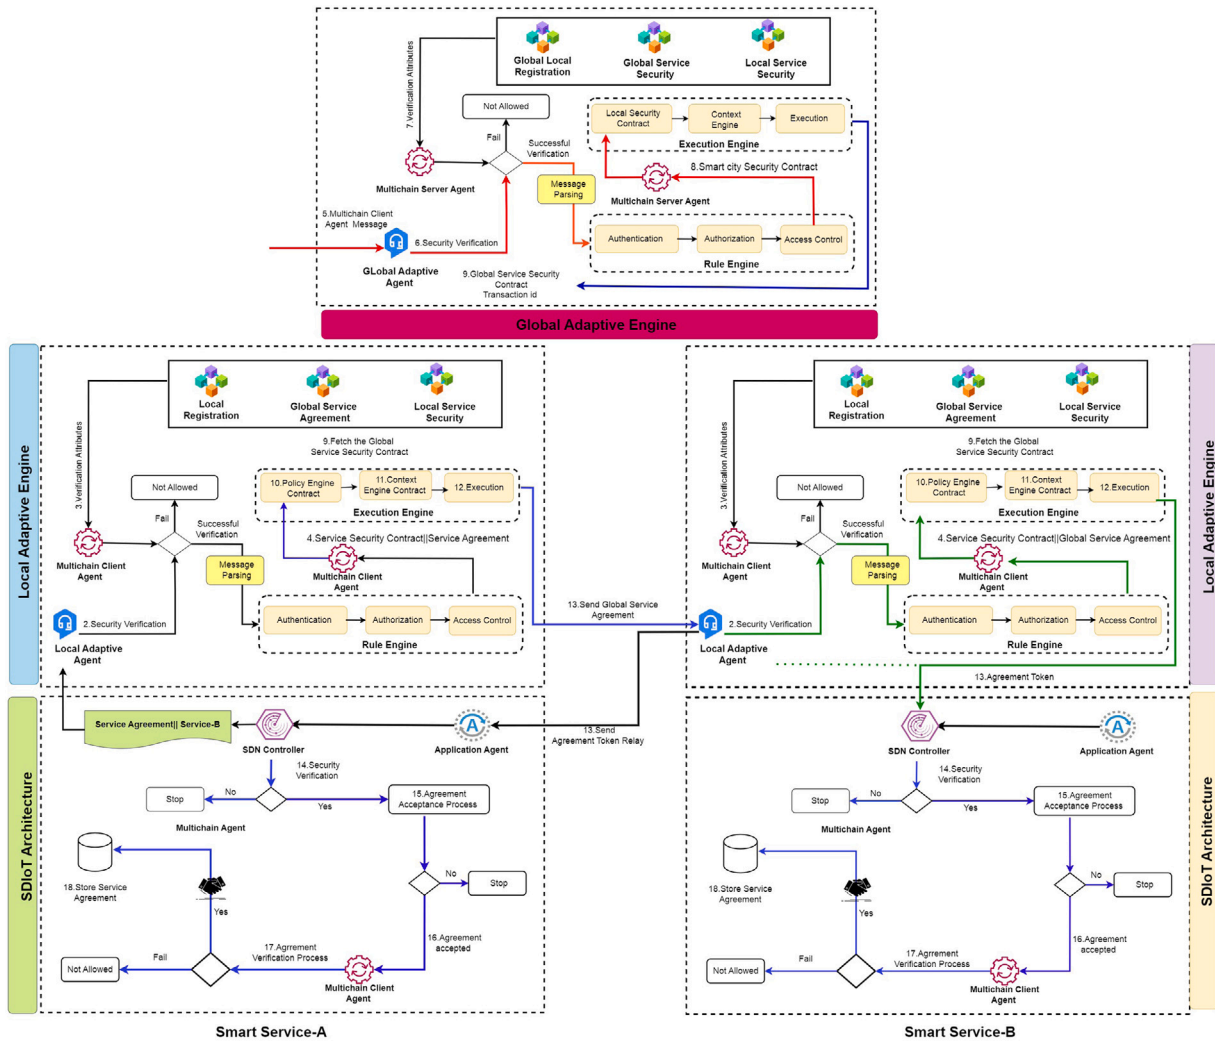 Global Local
Registration
Global Service
Security
Local Service
Security
7.Verification Attributes
Not Allowed
Fail
Successful
Verification
Local Security
Contract
Context
Engine
Execution
Execution Engine
8.Smart city Security Contract
Multichain Server Agent
Multichain Server Agent
Message
Parsing
5.Multichain Client
Agent Message
6.Security Verification
GLobal Adaptive
Agent
Authentication
Authorization
Access Control
Rule Engine
9.Global Service Security
Contract
Transaction id
Global Adaptive Engine
Local Adaptive Engine
Local
Registration
Global Service
Agreement
Local Service
Security
3.Verification Attributes
9.Fetch the Global
Service Security Contract
Not Allowed
Fail
Successful
Verification
10.Policy Engine
Contract
11.Context
Engine Contract
12.Execution
Execution Engine
4.Service Security Contract||Service Agreement
Multichain Client
Agent
Multichain Client
Agent
Message
Parsing
2.Security Verification
Local Adaptive
Agent
Authentication
Authorization
Access Control
Rule Engine
13.Send Global Service
Agreement
Local Adaptive Engine
Local
Registration
Global Service
Agreement
Local Service
Security
3.Verification Attributes
9.Fetch the Global
Service Security Contract
Not Allowed
Fail
Successful
Verification
10.Policy Engine
Contract
11.Context
Engine Contract
12.Execution
Execution Engine
4.Service Security Contract||Global Service Agreement
Multichain Client
Agent
Multichain Client
Agent
Message
Parsing
2.Security Verification
Local Adaptive
Agent
Authentication
Authorization
Access Control
Rule Engine
13.Agreement Token
SDIoT Architecture
Service Agreement|| Service-B
SDN Controller
A
Application Agent
13.Send
Agreement Token Relay
14.Security
Verification
No
Stop
Yes
15.Agreement
Acceptance Process
Multichain Agent
No
Stop
18.Store Service
Agreement
Yes
16.Agreement
accepted
17.Agrrement
Verification Process
Fail
Not Allowed
Multichain Client
Agent
Smart Service-A
SDIoT Architecture
SDN Controller
A
Application Agent
14.Security
Verification
No
Stop
Yes
15.Agreement
Acceptance Process
Multichain Agent
No
Stop
18.Store Service
Agreement
Yes
16.Agreement
accepted
17.Agrrement
Verification Process
Fail
Not Allowed
Multichain Client
Agent
Smart Service-B